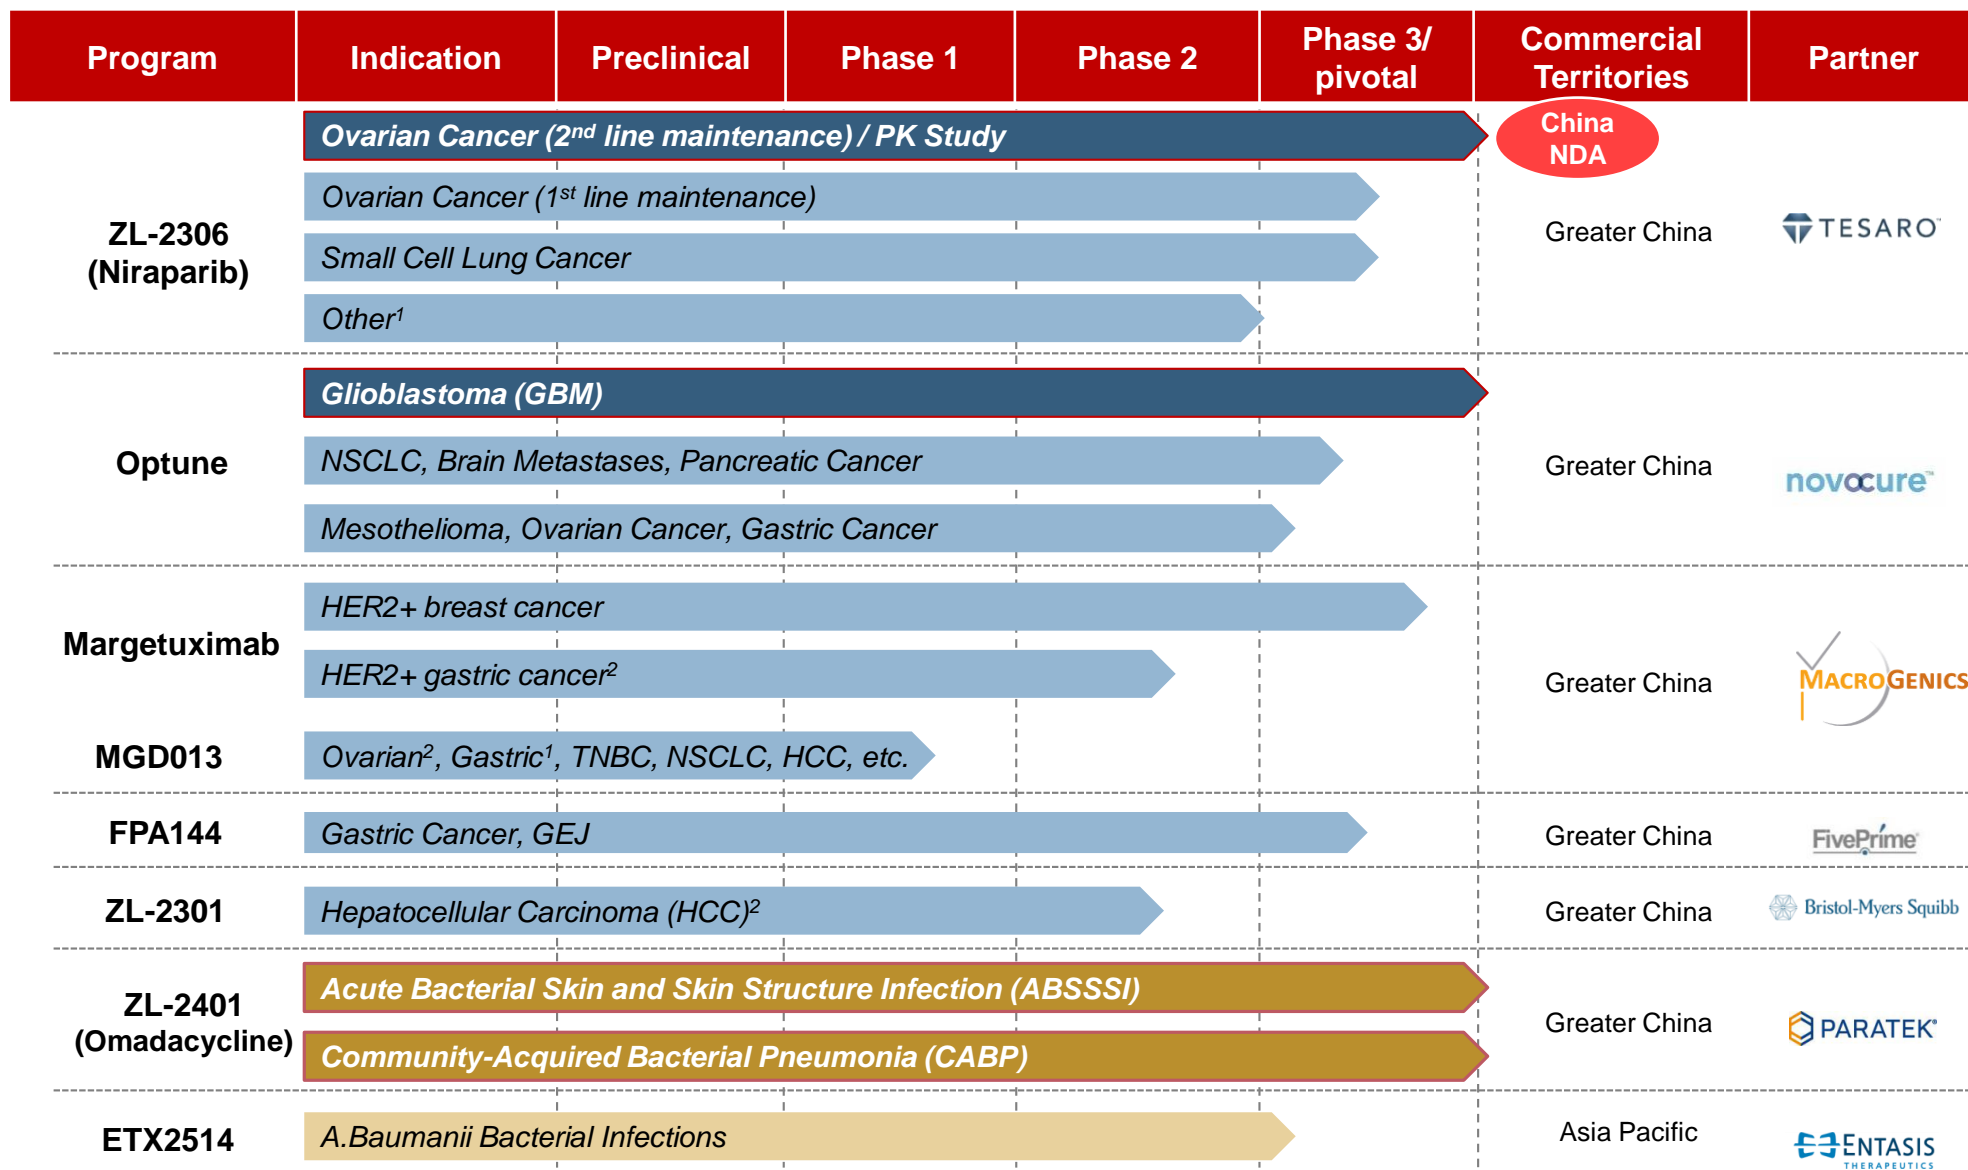 Program
Indication
Preclinical
Phase 1
Phase 2
Phase 3/
pivotal
Commercial
Territories
Partner
ZL-2306
(Niraparib)
Ovarian Cancer (2nd line maintenance) / PK Study
China
NDA
Ovarian Cancer (1st line maintenance)
Small Cell Lung Cancer
Other1
Greater China
TESARO™
Optune
Glioblastoma (GBM)
NSCLC, Brain Metastases, Pancreatic Cancer
Mesothelioma, Ovarian Cancer, Gastric Cancer
Greater China
novocure™
Margetuximab
HER2+ breast cancer
HER2+ gastric cancer2
MGD013
Ovarian2, Gastric1, TNBC, NSCLC, HCC, etc.
Greater China
MACROGENICS
FPA144
Gastric Cancer, GEJ
Greater China
FivePrime®
ZL-2301
Hepatocellular Carcinoma (HCC)2
Greater China
Bristol-Myers Squibb
ZL-2401
(Omadacycline)
Acute Bacterial Skin and Skin Structure Infection (ABSSSI)
Community-Acquired Bacterial Pneumonia (CABP)
Greater China
PARATEK®
ETX2514
A.Baumanii Bacterial Infections
Asia Pacific
ENTASIS
THERAPEUTICS